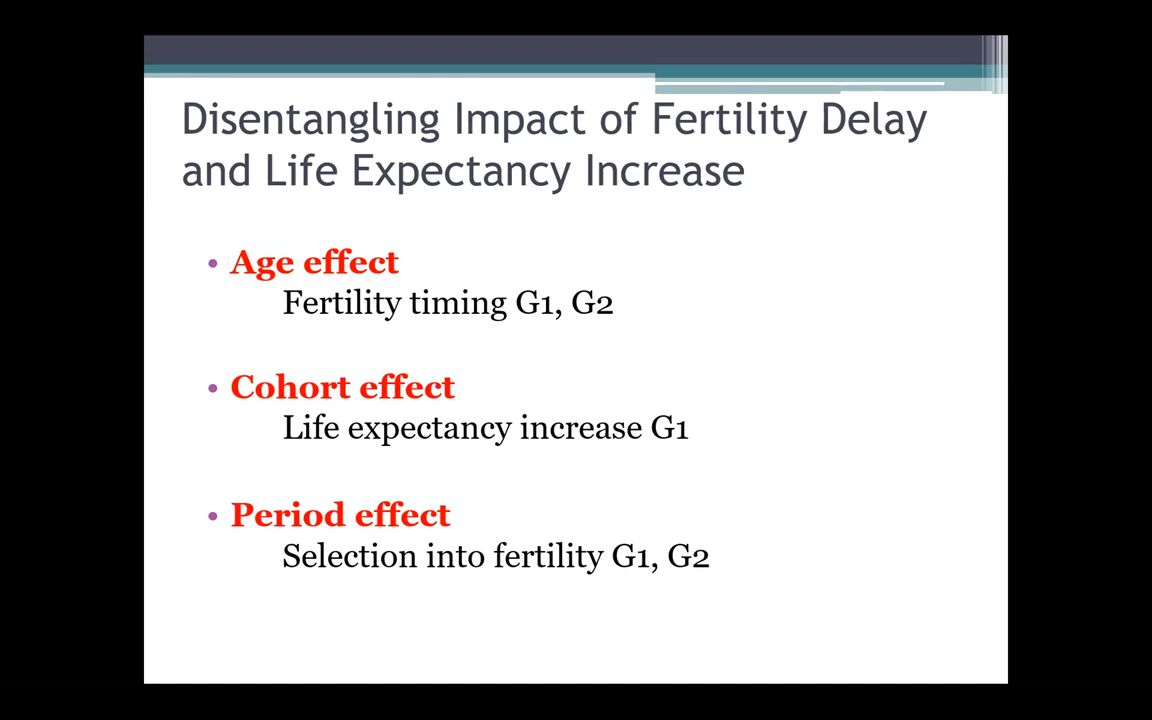 Disentangling Impact of Fertility Delay
and Life Expectancy Increase
• Age effect
Fertility timing G1, G2
• Cohort effect
Life expectancy increase G1
• Period effect
Selection into fertility G1, G2